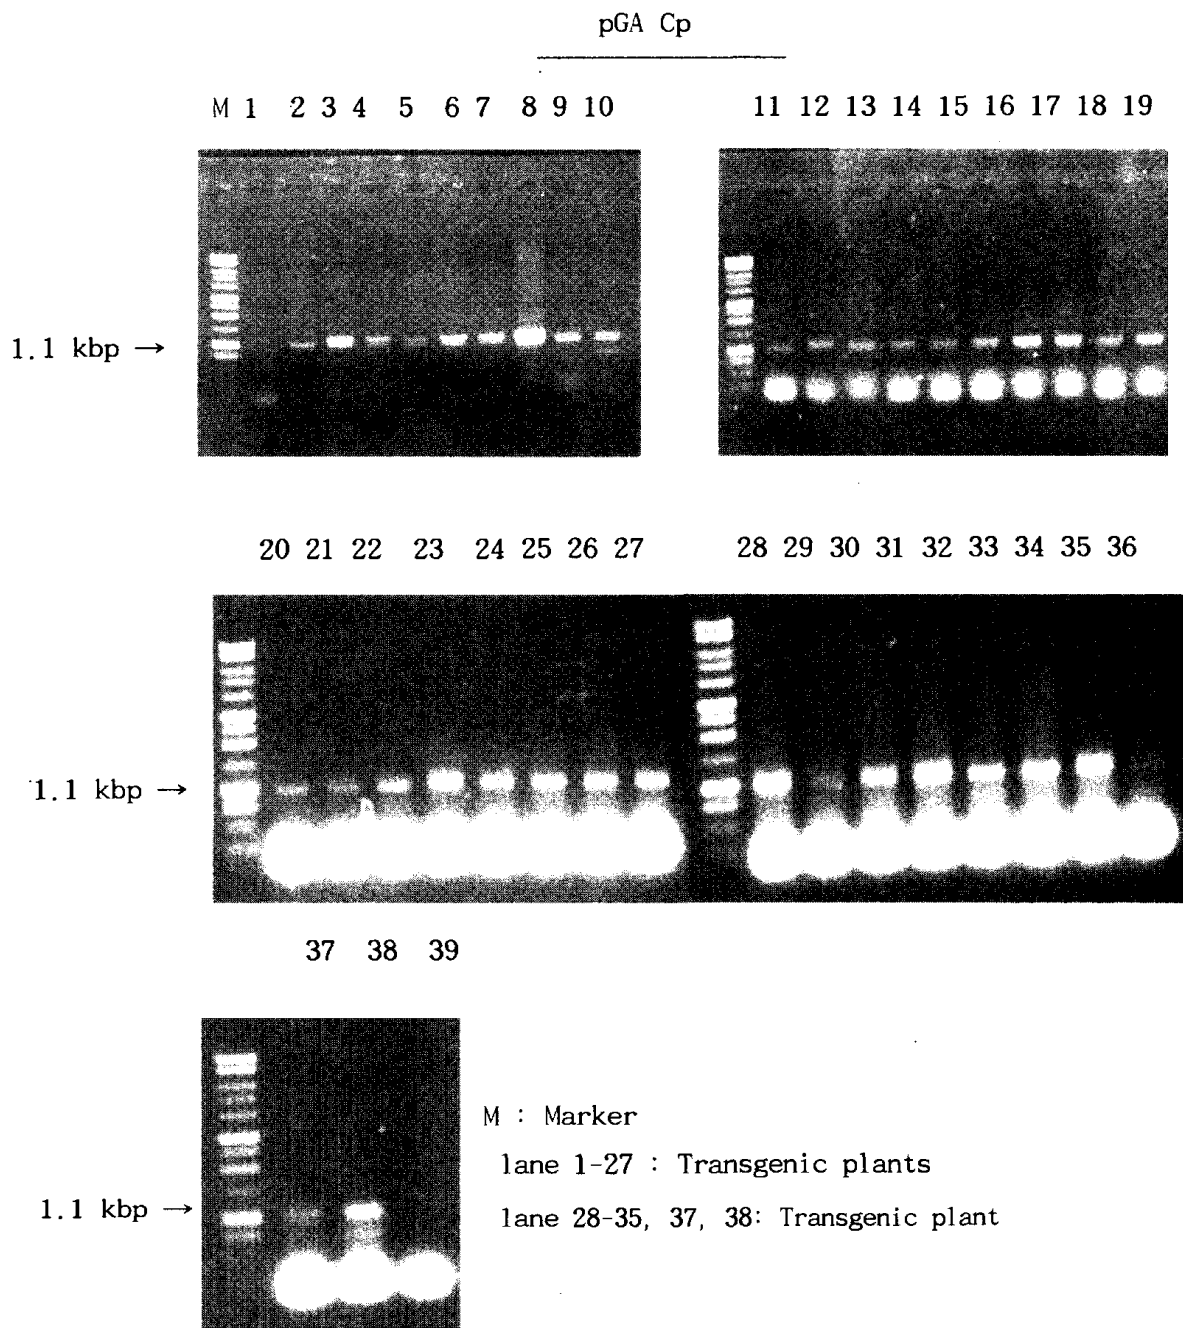 pGA Cp
M 1 2 3 4 5 6 7 8 9 10
11 12 13 14 15 16 17 18 19
1.1 kbp →
20 21 22 23 24 25 26 27
28 29 30 31 32 33 34 35 36
1.1 kbp →
37 38 39
M : Marker
lane 1-27 : Transgenic plants
1.1 kbp →
lane 28-35, 37, 38: Transgenic plant